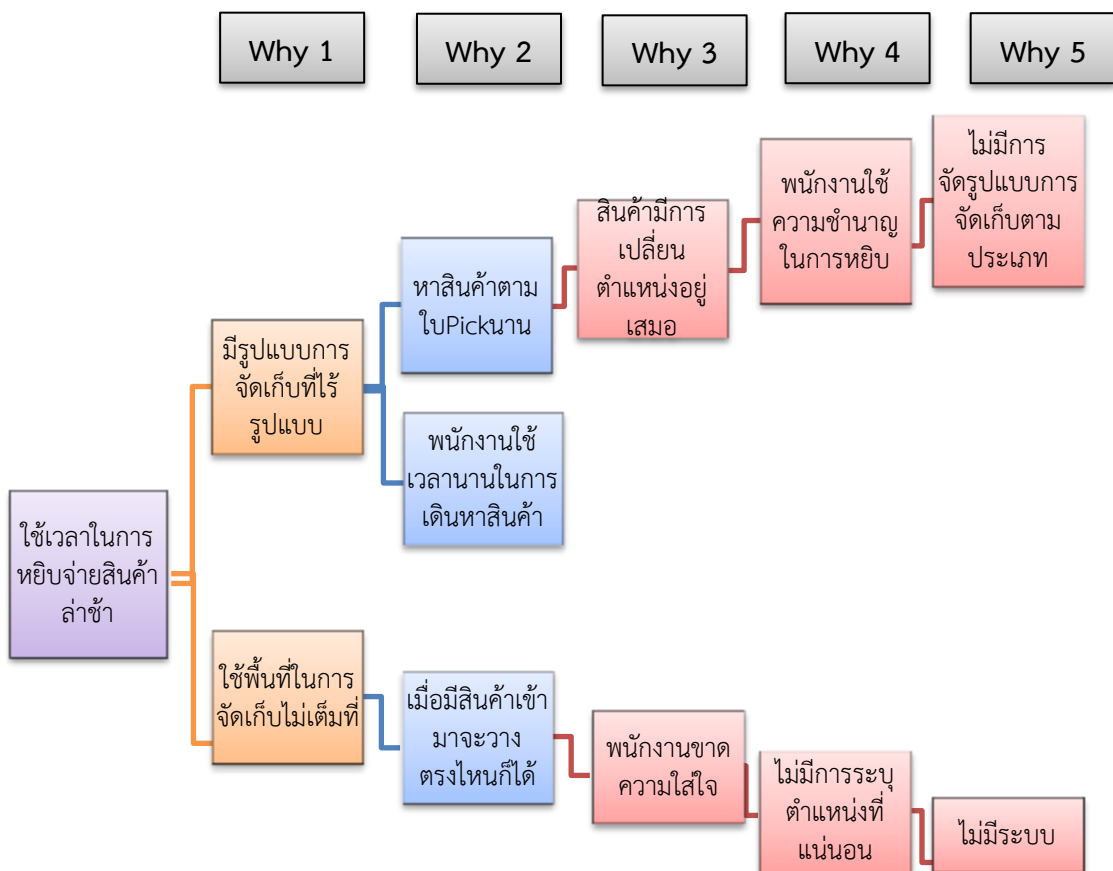 Why 1
Why 2
Why 3
Why 4
Why 5
ใช้เวลาในการ
หยิบจ่ายสินค้า
ล่าช้า
มีรูปแบบการ
จัดเก็บที่ไร้
รูปแบบ
หาสินค้าตาม
ใบPickนาน
สินค้ามีการ
เปลี่ยน
ตำแหน่งอยู่
เสมอ
พนักงานใช้
ความชำนาญ
ในการหยิบ
ไม่มีการ
จัดรูปแบบการ
จัดเก็บตาม
ประเภท
พนักงานใช้
เวลานานในการ
เดินหาสินค้า
ใช้พื้นที่ในการ
จัดเก็บไม่เต็มที่
เมื่อมีสินค้าเข้า
มาจะวาง
ตรงไหนก็ได้
พนักงานขาด
ความใส่ใจ
ไม่มีการระบุ
ตำแหน่งที่
แน่นอน
ไม่มีระบบ